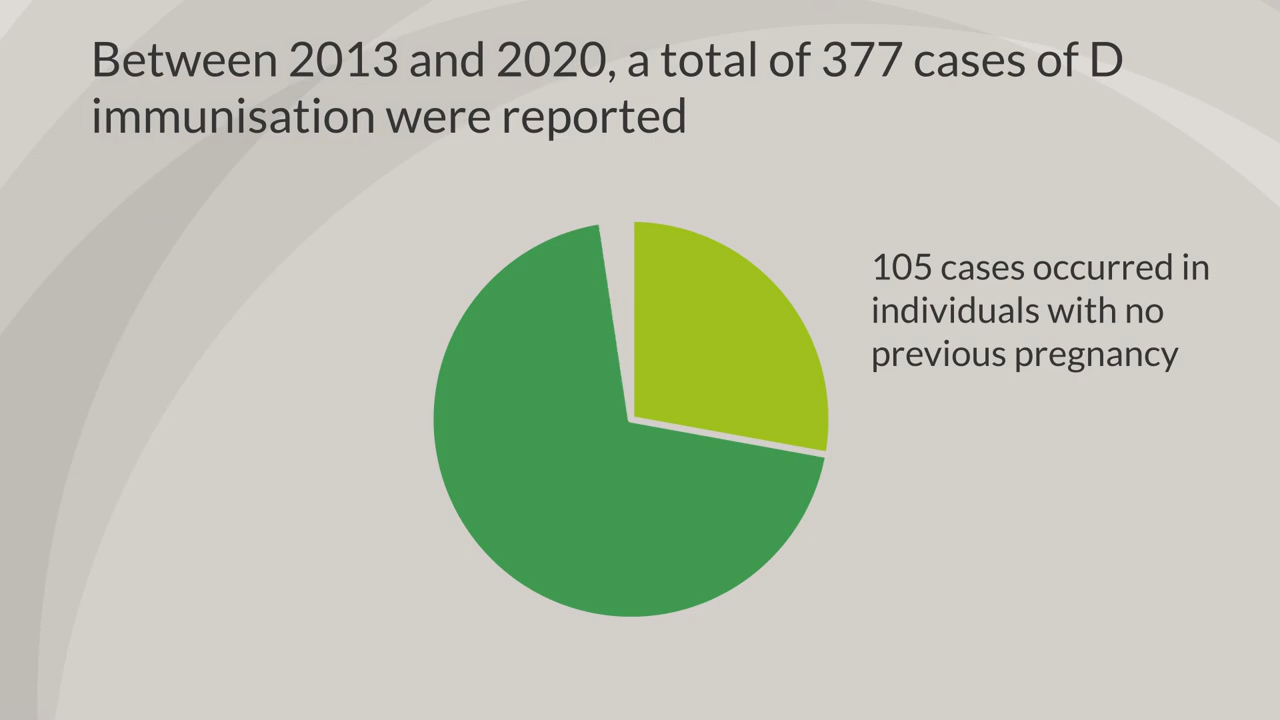 Between 2013 and 2020, a total of 377 cases of D
immunisation were reported
105 cases occurred in
individuals with no
previous pregnancy